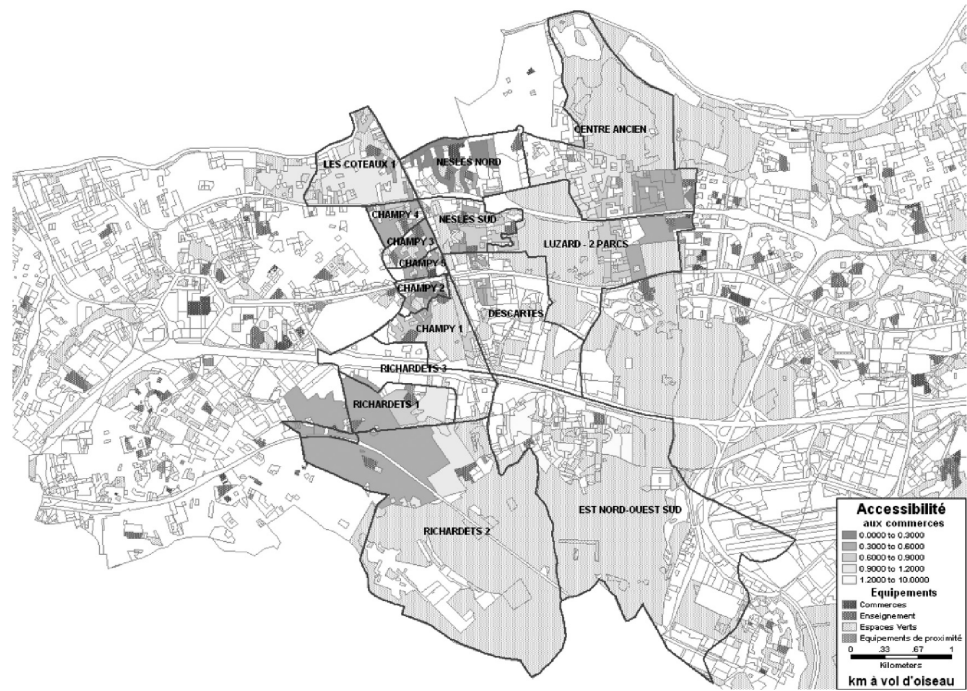 CENTRE ANCIEN
LES COTEAUX 1
NESLES NORD
CHAMPY 4
NESLES SUD
CHAMPY 3
LUZARD - 2 PARCS
CHAMPY 5
CHAMPY 2
DESCARTES
CHAMPY 1
RICHARDETS 3
RICHARDETS 1
EST NORD-OUEST SUD
RICHARDETS 2
Accessibilité
aux commerces
0.0000 to 0.3000
0.3000 to 0.6000
0.6000 to 0.9000
0.9000 to 1.2000
1.2000 to 10.0000
Equipements
Commerces
Enseignement
Espaces Verts
Equipements de proximité
0 .33 .67 1
Kilometers
km à vol d'oiseau